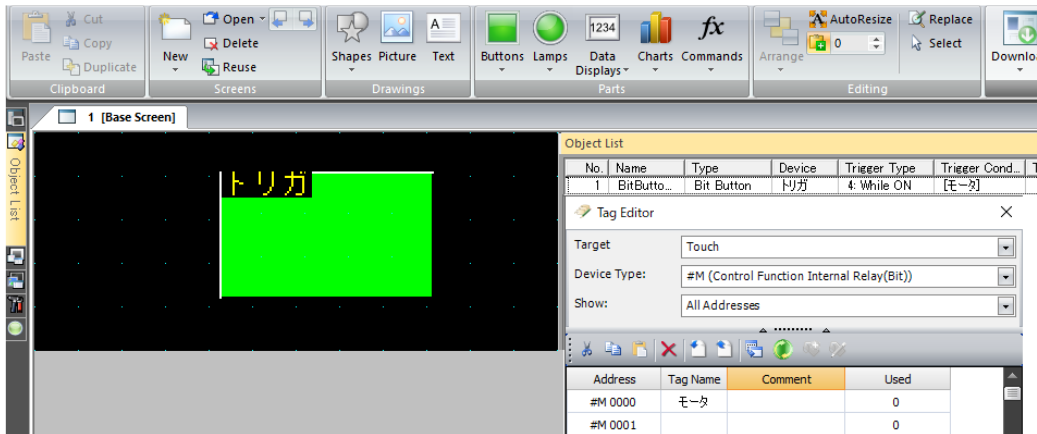 Cut
Copy
Duplicate
Paste
Clipboard
New
Open
Delete
Reuse
Screens
Shapes Picture Text
Drawings
Buttons Lamps Data Displays Charts Commands
1234
fx
Parts
Arrange
AutoResize
0
Replace
Select
Editing
Downlo
1 [Base Screen]
Object List
トリガ
Object List
No. Name Type Device Trigger Type Trigger Cond... T
1 BitButto... Bit Button トリガ 4: While ON [モータ]
Tag Editor
Target Touch
Device Type: #M (Control Function Internal Relay(Bit))
Show: All Addresses
Address Tag Name Comment Used
#M 0000 モータ 0
#M 0001 0